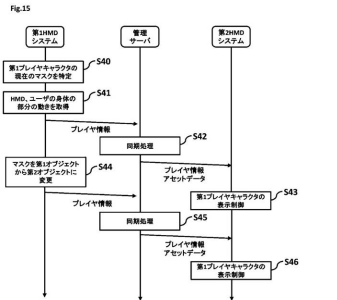 Fig.15
第1HMD
システム
管理
サーバ
第2HMD
システム
S40
第1プレイヤキャラクタの
現在のマスクを特定
S41
HMD、ユーザの身体の
部分の動きを取得
プレイヤ情報
S42
同期処理
プレイヤ情報
アセットデータ
S44
マスクを第1オブジェクト
から第2オブジェクトに
変更
S43
第1プレイヤキャラクタの
表示制御
プレイヤ情報
S45
同期処理
プレイヤ情報
アセットデータ
S46
第1プレイヤキャラクタの
表示制御